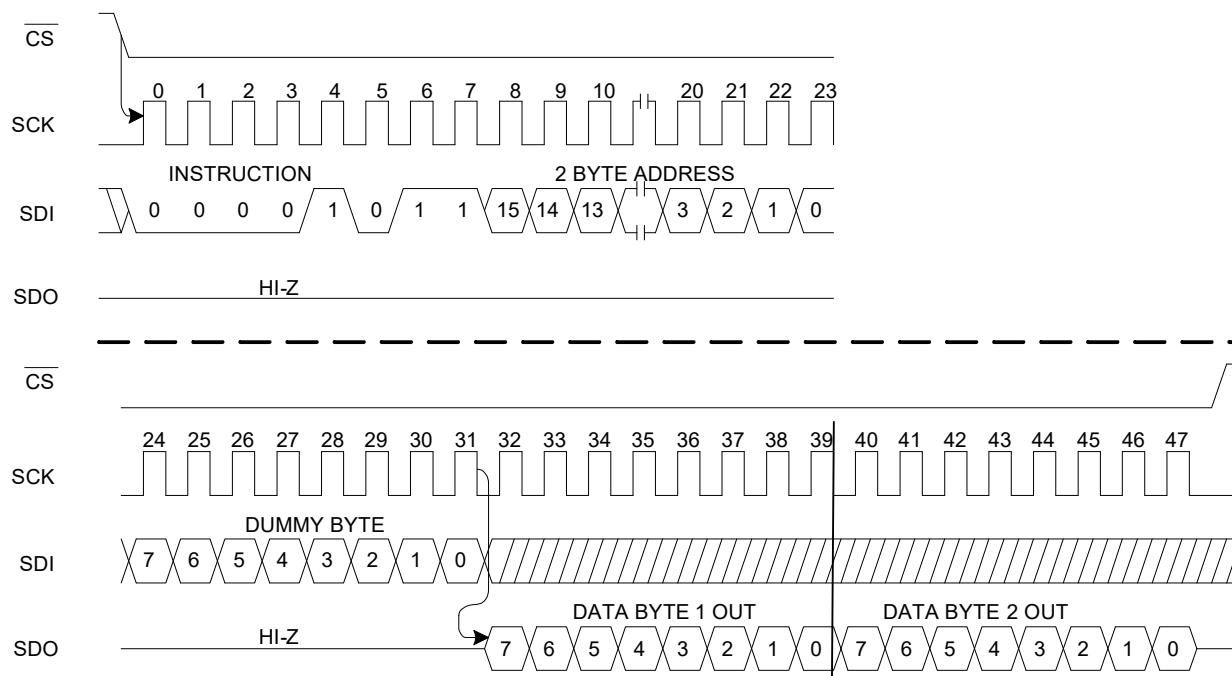 CS
0 1 2 3 4 5 6 7 8 9 10 20 21 22 23
SCK
INSTRUCTION 2 BYTE ADDRESS
SDI 0 0 0 0 1 0 1 1 15 14 13 3 2 1 0
HI-Z
SDO
CS
24 25 26 27 28 29 30 31 32 33 34 35 36 37 38 39 40 41 42 43 44 45 46 47
SCK
DUMMY BYTE
SDI 7 6 5 4 3 2 1 0
DATA BYTE 1 OUT DATA BYTE 2 OUT
HI-Z
SDO 7 6 5 4 3 2 1 0 7 6 5 4 3 2 1 0